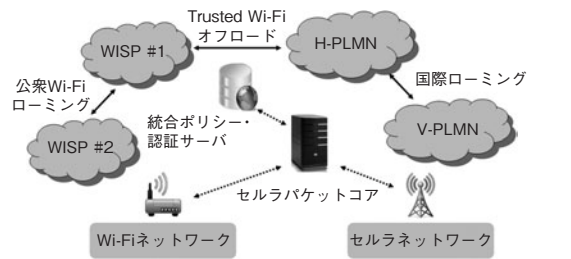 Trusted Wi-Fi
オフロード
WISP #1
H-PLMN
公衆Wi-Fi
ローミング
国際ローミング
統合ポリシー・
認証サーバ
WISP #2
V-PLMN
セルラパケットコア
Wi-Fiネットワーク
セルラネットワーク